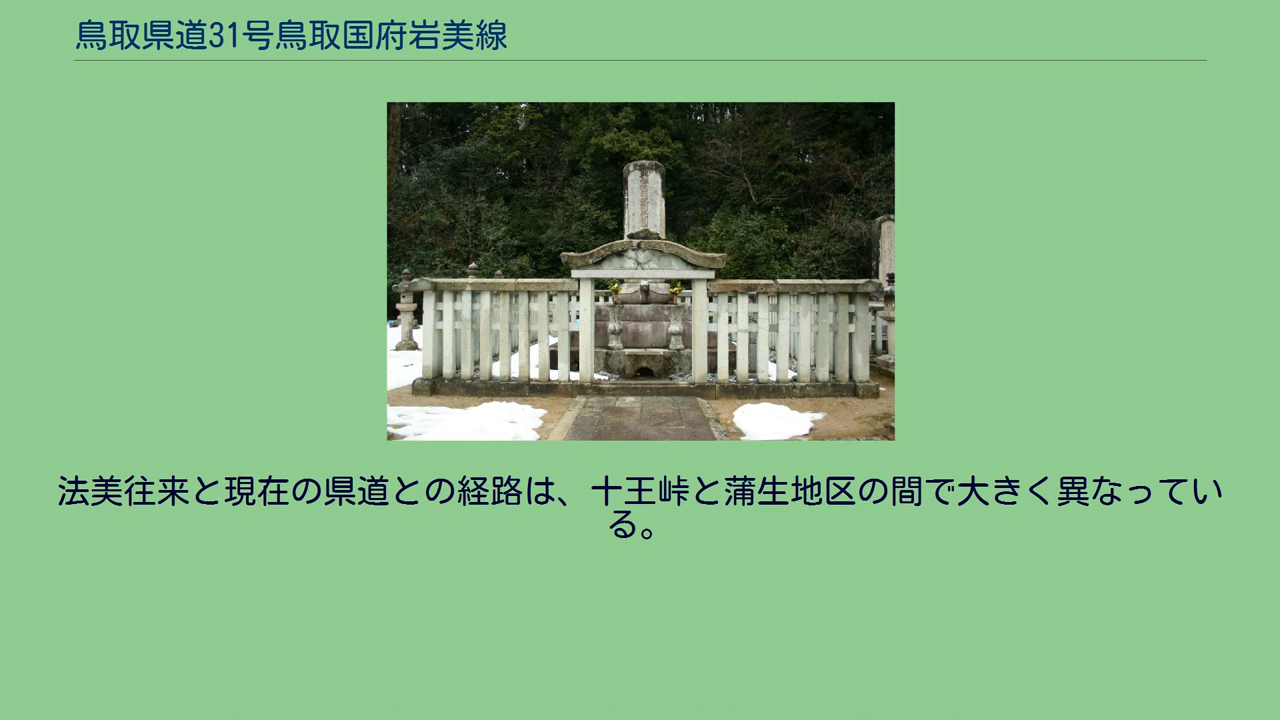 鳥取県道31号鳥取国府岩美線
法美往来と現在の県道との経路は、十王峠と蒲生地区の間で大きく異なってい
る。